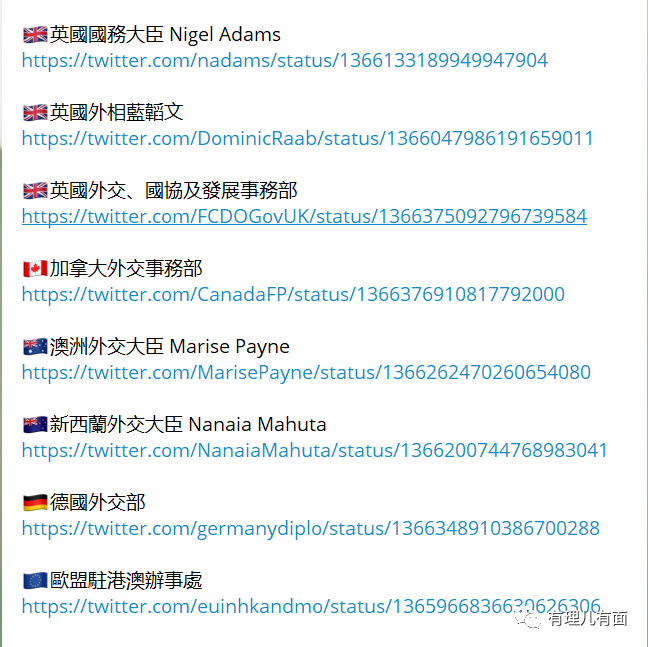 🇬🇧英國國務大臣 Nigel Adams
https://twitter.com/nadams/status/1366133189949947904
🇬🇧英國外相藍韜文
https://twitter.com/DominicRaab/status/1366047986191659011
🇬🇧英國外交、國協及發展事務部
https://twitter.com/FCDOGovUK/status/1366375092796739584
🇨🇦加拿大外交事務部
https://twitter.com/CanadaFP/status/1366376910817792000
🇦🇺澳洲外交大臣 Marise Payne
https://twitter.com/MarisePayne/status/1366262470260654080
🇳🇿新西蘭外交大臣 Nanaia Mahuta
https://twitter.com/NanaiaMahuta/status/1366200744768983041
🇩🇪德國外交部
https://twitter.com/germanydiplo/status/1366348910386700288
🇪🇺歐盟駐港澳辦事處
https://twitter.com/euinhkandmo/status/1365966836630626306
有理儿有面